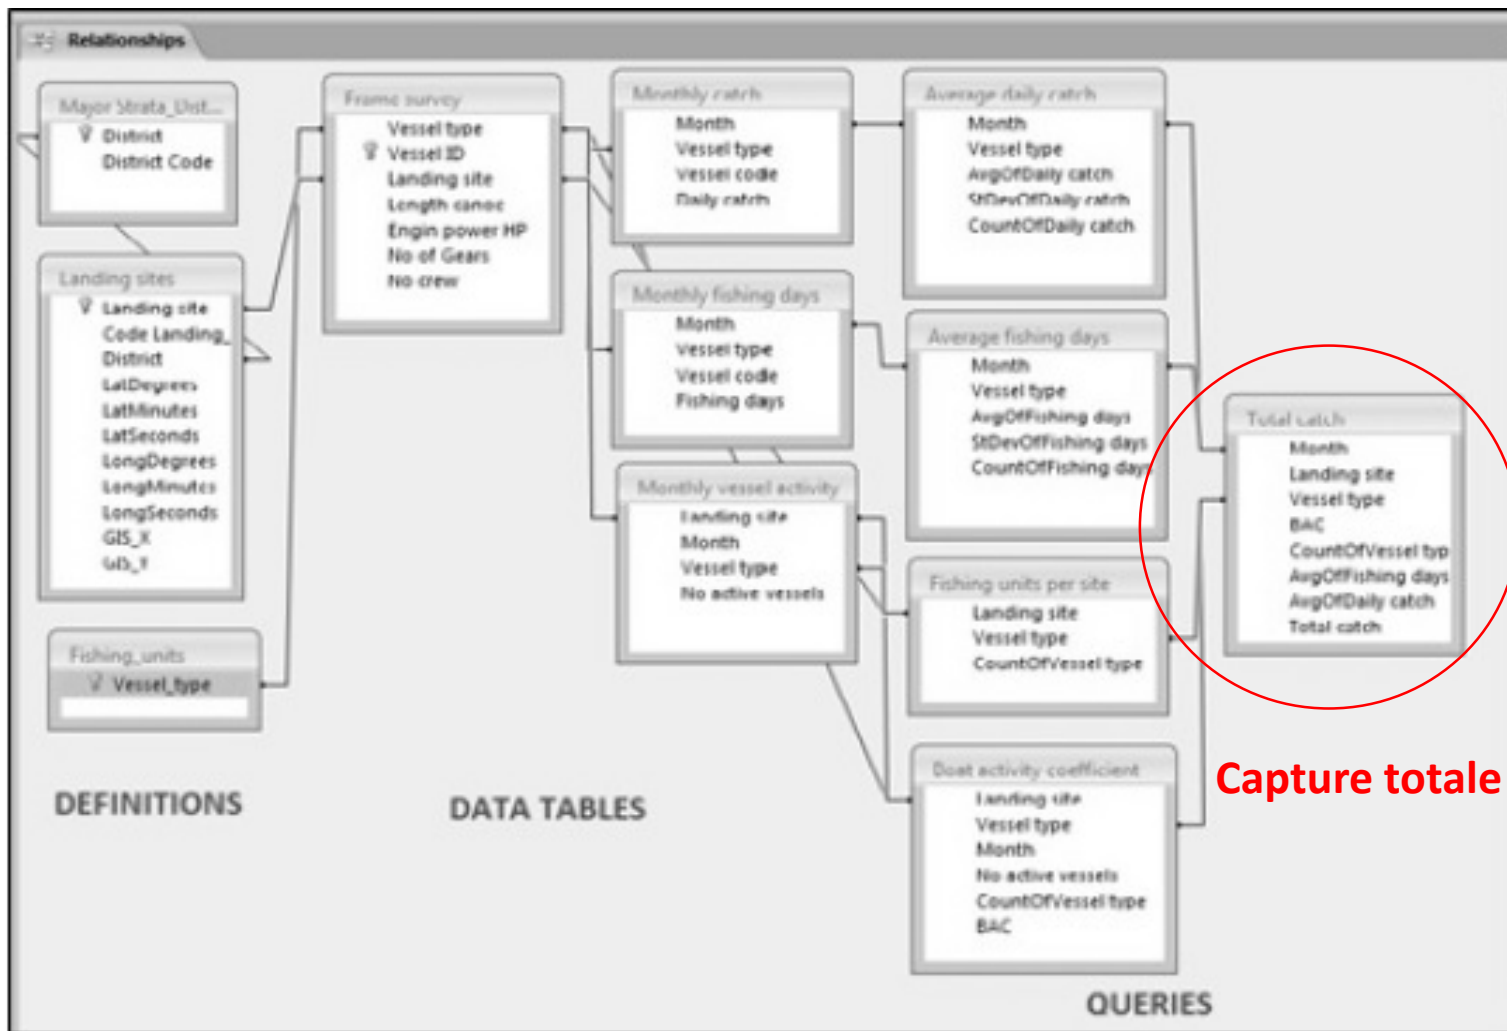 Relationships
Major Strata_Dist...
District
District Code
Landing sites
Landing site
Code Landing_
District
LatDegrees
LatMinutes
LatSeconds
LongDegrees
LongMinutes
LongSeconds
GIS_X
GIS_Y
Fishing_units
Vessel_type
DEFINITIONS
Frame survey
Vessel type
Vessel ID
Landing site
Length canoe
Engin power HP
No of Gears
No crew
Monthly catch
Month
Vessel type
Vessel code
Daily catch
Monthly fishing days
Month
Vessel type
Vessel code
Fishing days
Monthly vessel activity
Landing site
Month
Vessel type
No active vessels
DATA TABLES
Average daily catch
Month
Vessel type
AvgOfDaily catch
StDevOfDaily catch
CountOfDaily catch
Average fishing days
Month
Vessel type
AvgOfFishing days
StDevOfFishing days
CountOfFishing days
Fishing units per site
Landing site
Vessel type
CountOfVessel type
Boat activity coefficient
Landing site
Vessel type
Month
No active vessels
CountOfVessel type
BAC
QUERIES
Total catch
Month
Landing site
Vessel type
BAC
CountOfVessel typ
AvgOfFishing days
AvgOfDaily catch
Total catch
Capture totale